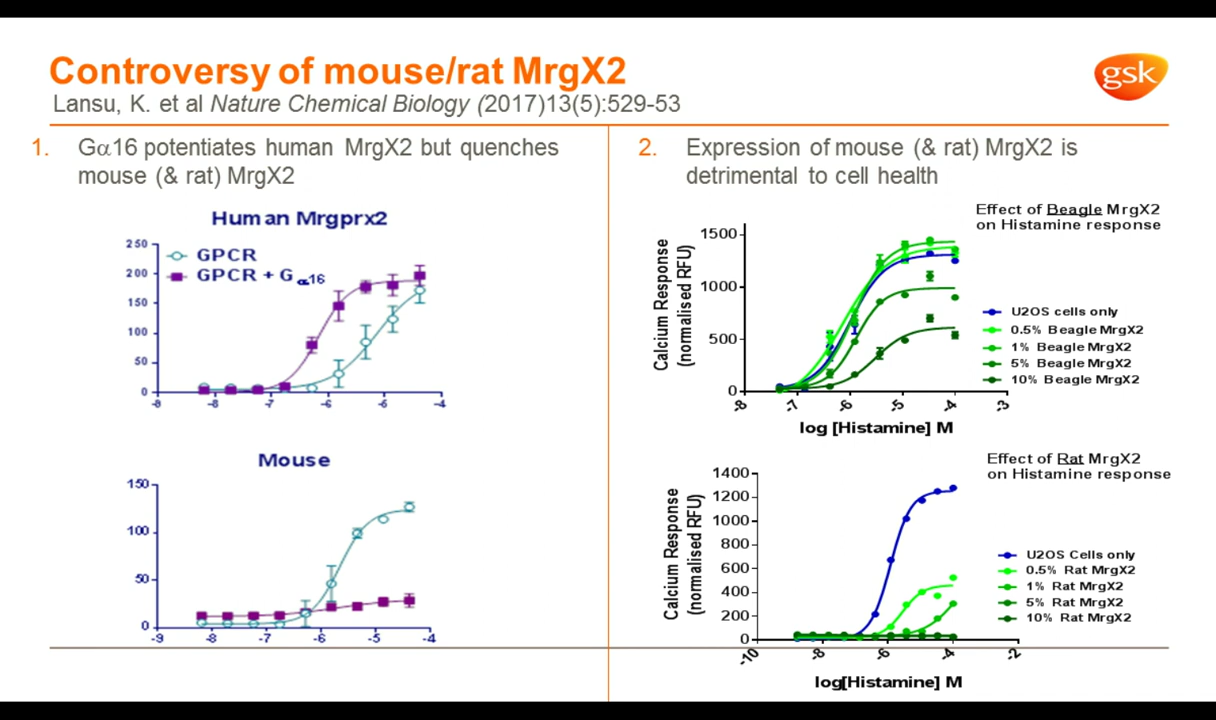 Controversy of mouse/rat MrgX2
gsk
Lansu, K. et al Nature Chemical Biology (2017)13(5):529-53
1. Gα16 potentiates human MrgX2 but quenches
mouse (& rat) MrgX2
Human Mrgprx2
GPCR
GPCR + G α16
250
200
150
100
50
0
-8 -8 -7 -6 -6 -4
Mouse
150
100
50
0
-9 -8 -7 -6 -5 -4
2. Expression of mouse (& rat) MrgX2 is
detrimental to cell health
Effect of Beagle MrgX2
on Histamine response
Calcium Response
(normalised RFU)
1500
1000
500
0
-8 -7 -6 -5 -4 -3
log [Histamine] M
U2OS cells only
0.5% Beagle MrgX2
1% Beagle MrgX2
5% Beagle MrgX2
10% Beagle MrgX2
Effect of Rat MrgX2
on Histamine response
Calcium Response
(normalised RFU)
1400
1200
1000
800
600
400
200
0
-10 -8 -6 -4 -2
log[Histamine] M
U2OS Cells only
0.5% Rat MrgX2
1% Rat MrgX2
5% Rat MrgX2
10% Rat MrgX2